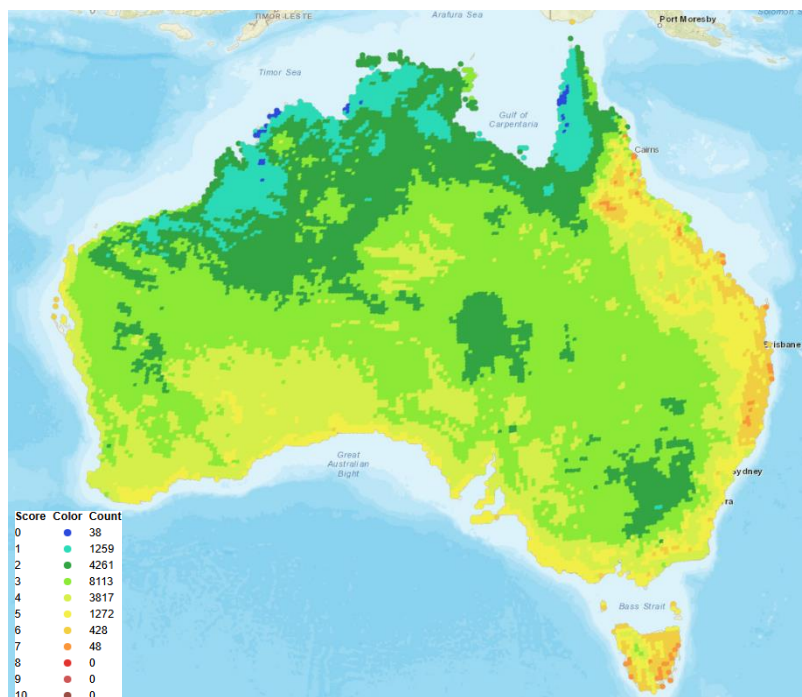 TIMOR-LESTE
Arafura Sea
Solomon
Port Moresby
Timor Sea
Gulf of
Carpentaria
Cairns
Brisbane
Great
Australian
Bight
Sydney
ra
Bass Strait
Score Color Count
0 38
1 1259
2 4261
3 8113
4 3817
5 1272
6 428
7 48
8 0
9 0
10 0